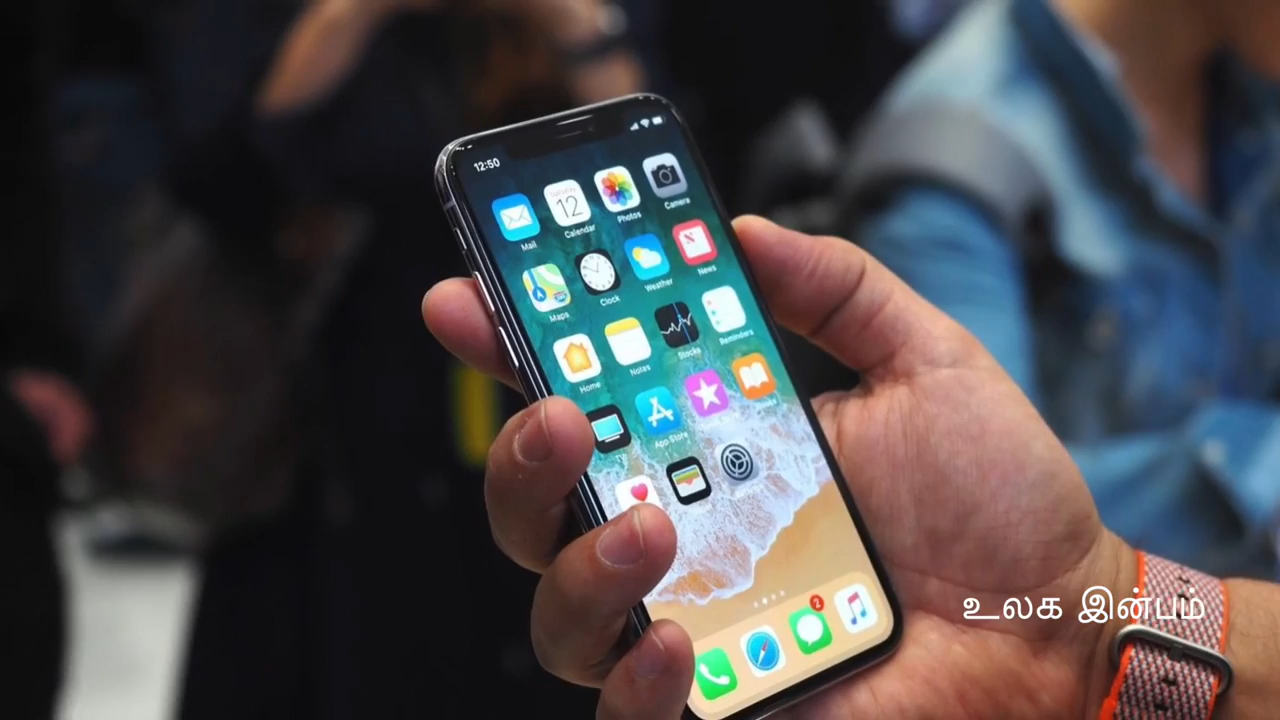 12:50
Mail
Calendar
Photos
Camera
12
Maps
Clock
Weather
News
Home
Notes
Stocks
Reminders
App Store
2
உலக இன்பம்